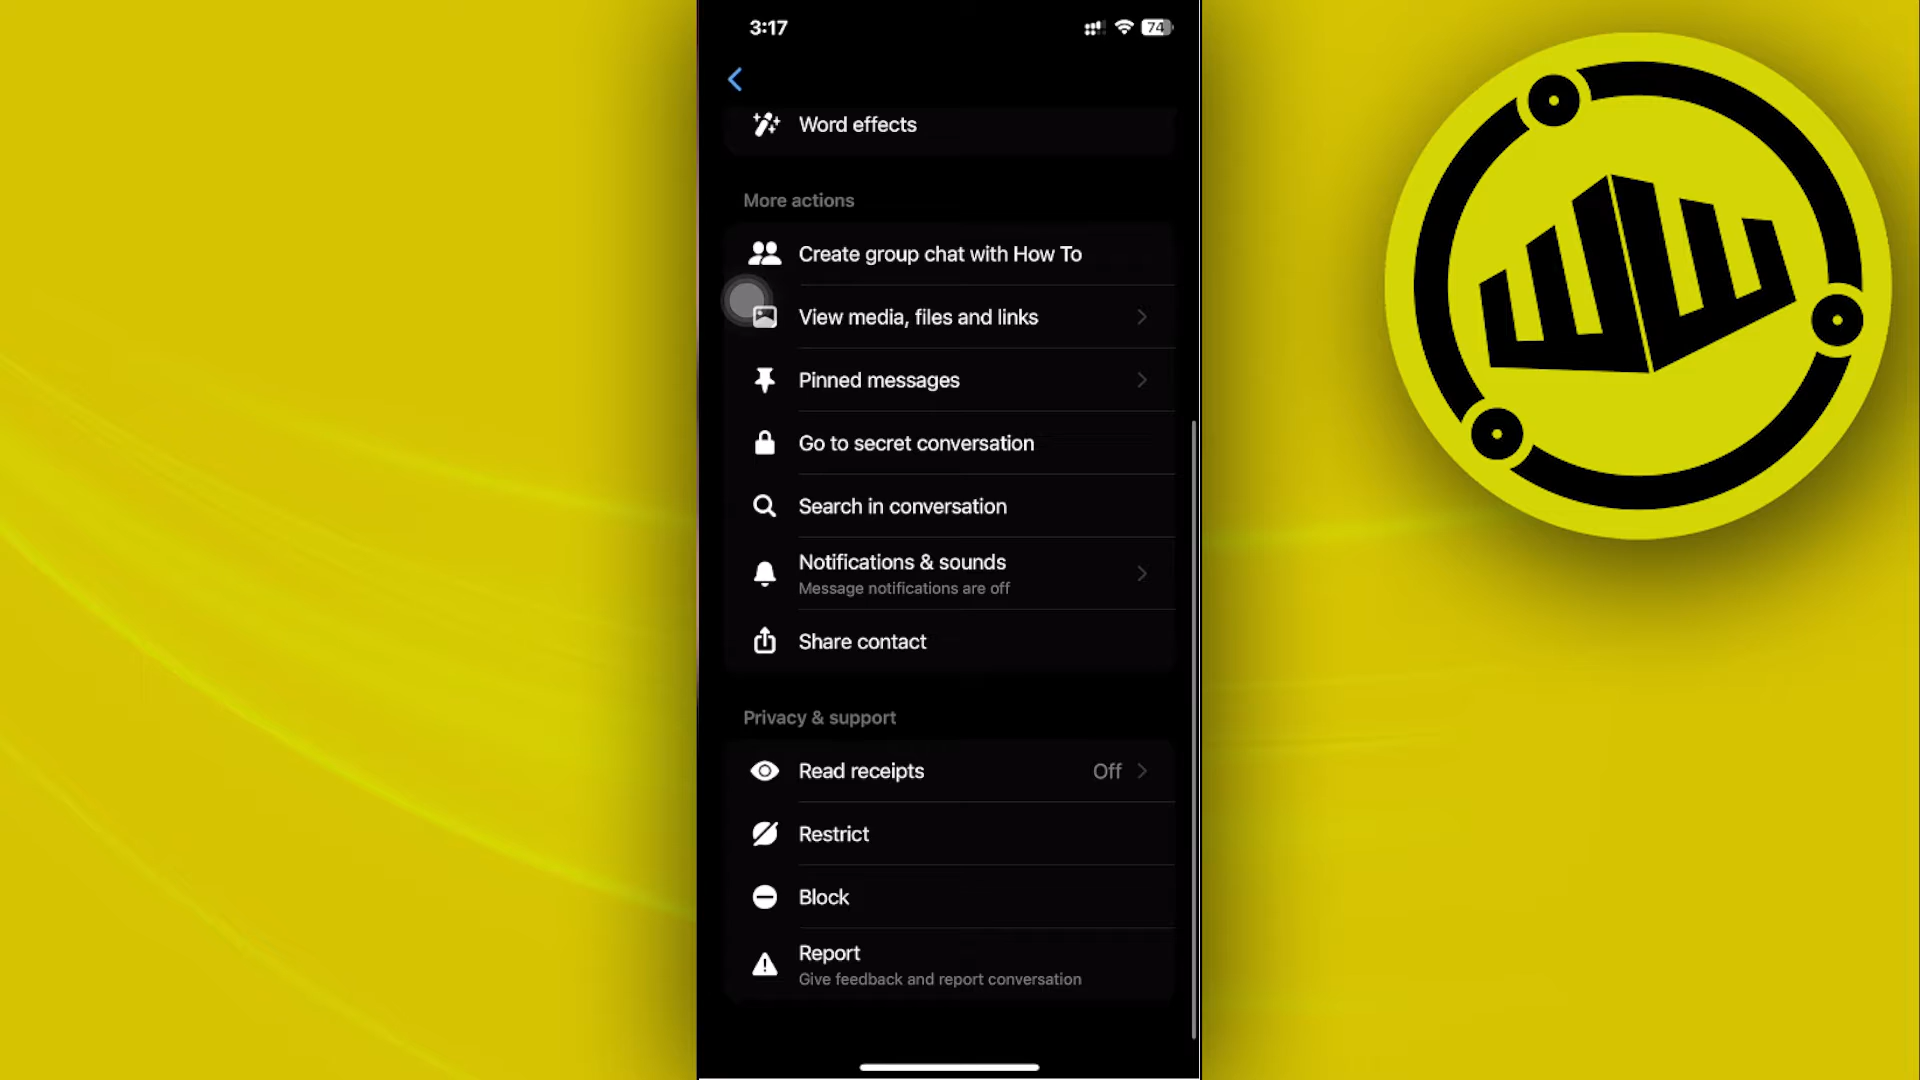 3:17
74
Word effects
More actions
Create group chat with How To
View media, files and links
Pinned messages
Go to secret conversation
Search in conversation
Notifications & sounds
Message notifications are off
Share contact
Privacy & support
Read receipts Off
Restrict
Block
Report
Give feedback and report conversation